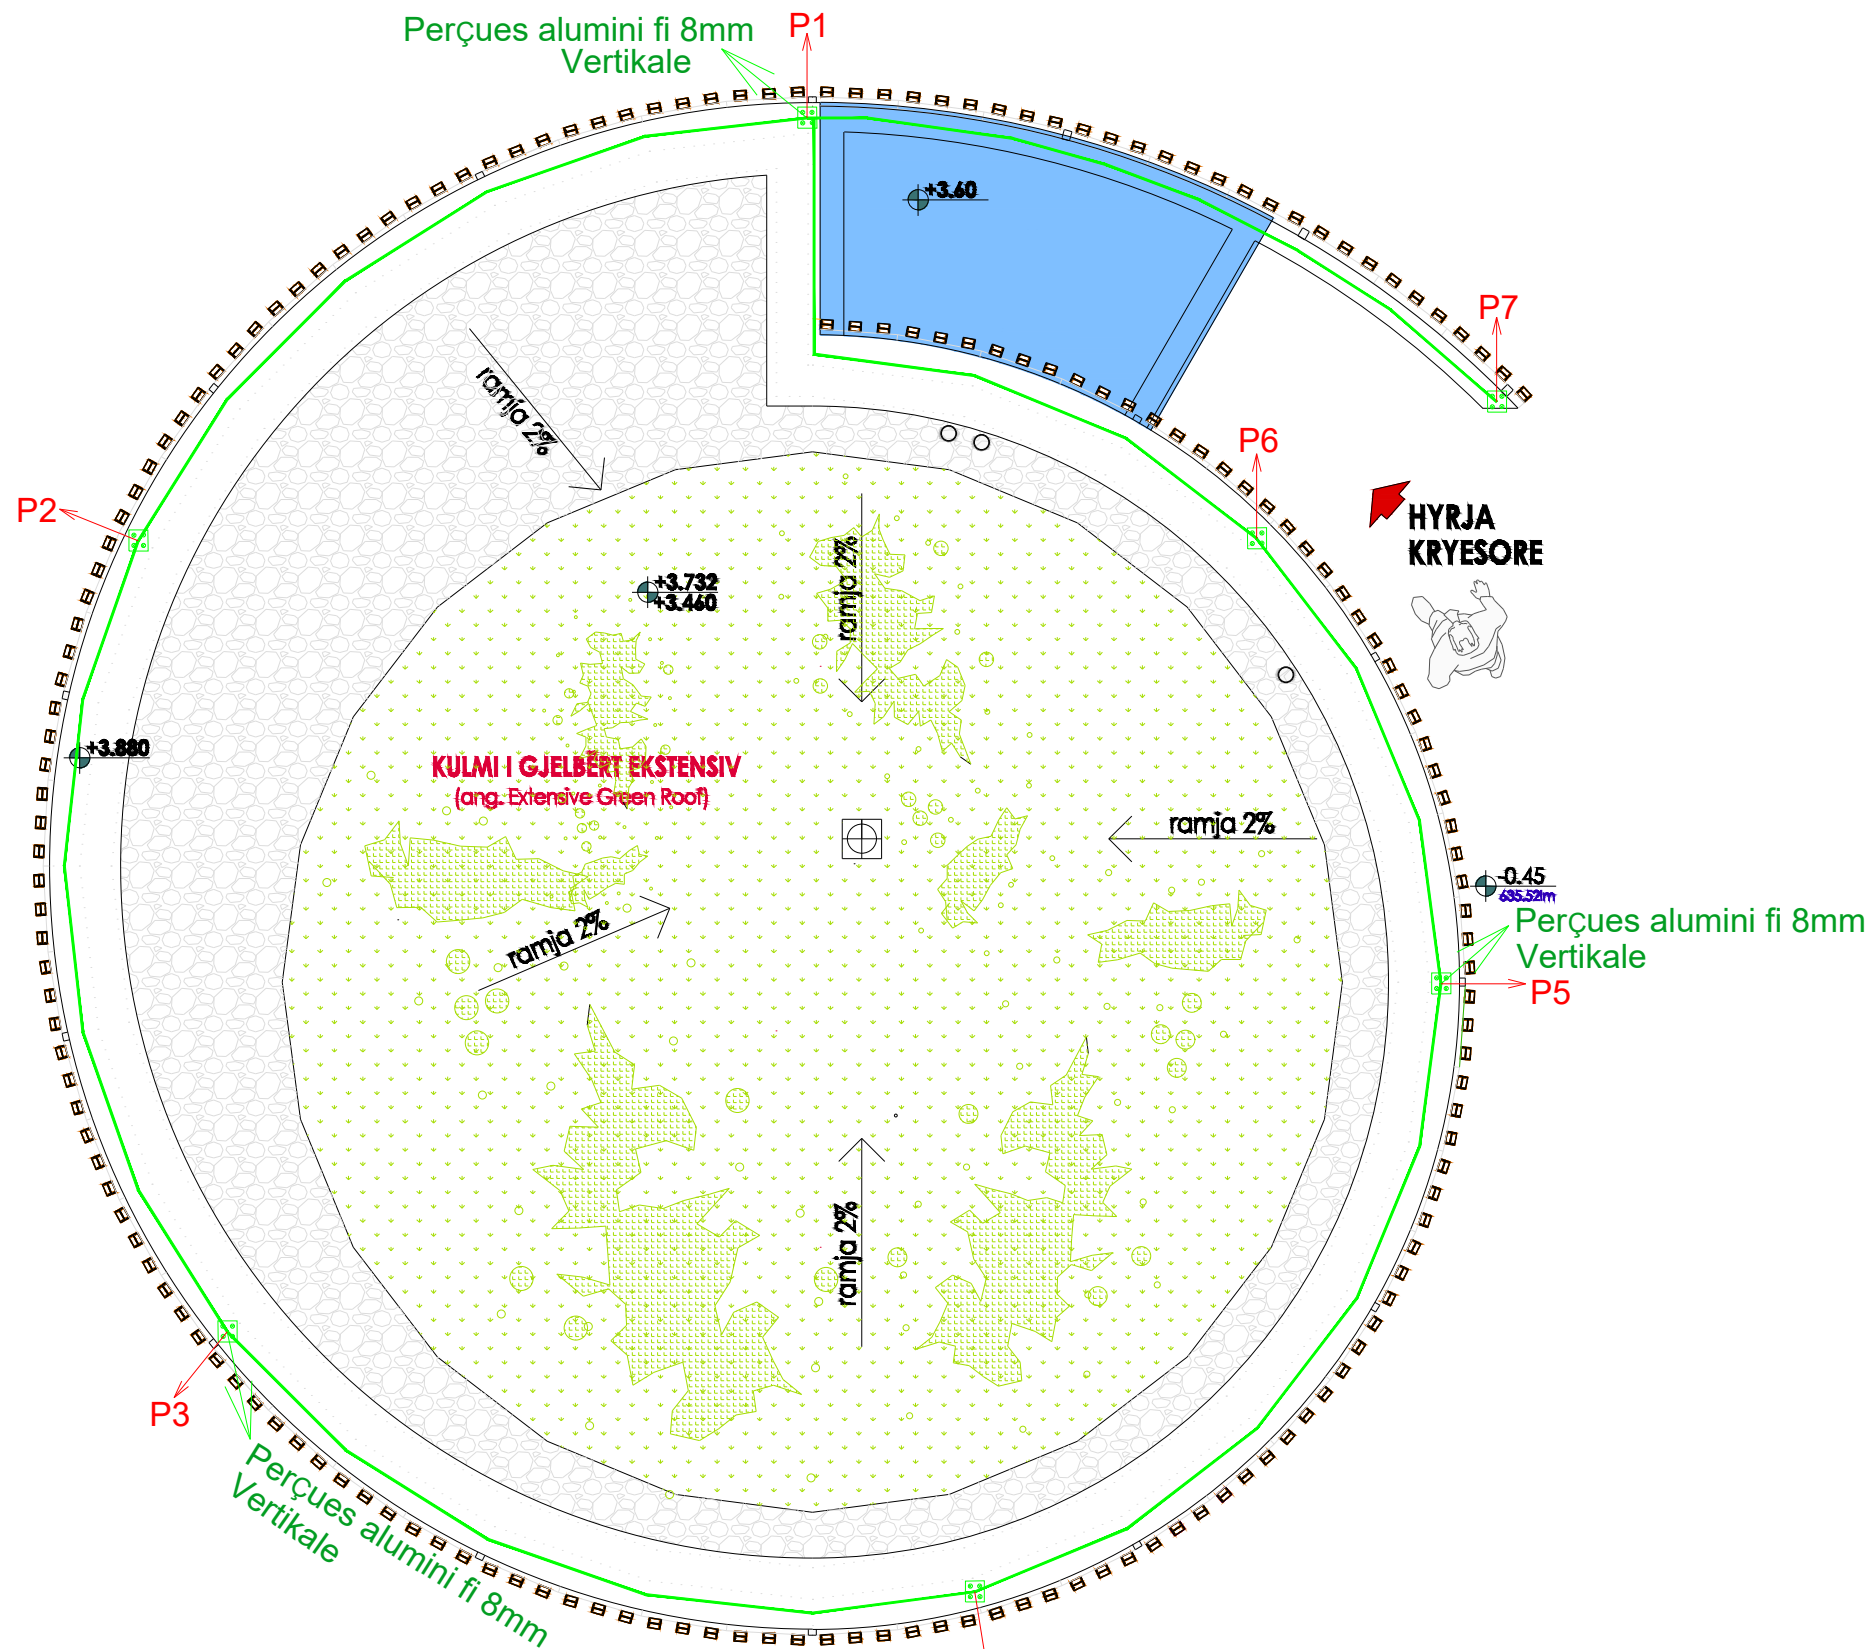 Perçues alumini fi 8mm
Vertikale
P1
+3.60
P7
ramja 2%
P6
P2
HYRJA
KRYESORE
ramja 2%
+3.732
+3.460
+3.880
KULMI I GJELBËRT EKSTENSIV
(ang. Extensive Green Roof)
ramja 2%
-0.45
635.52m
Perçues alumini fi 8mm
Vertikale
P5
ramja 2%
ramja 2%
P3
Perçues alumini fi 8mm
Vertikale